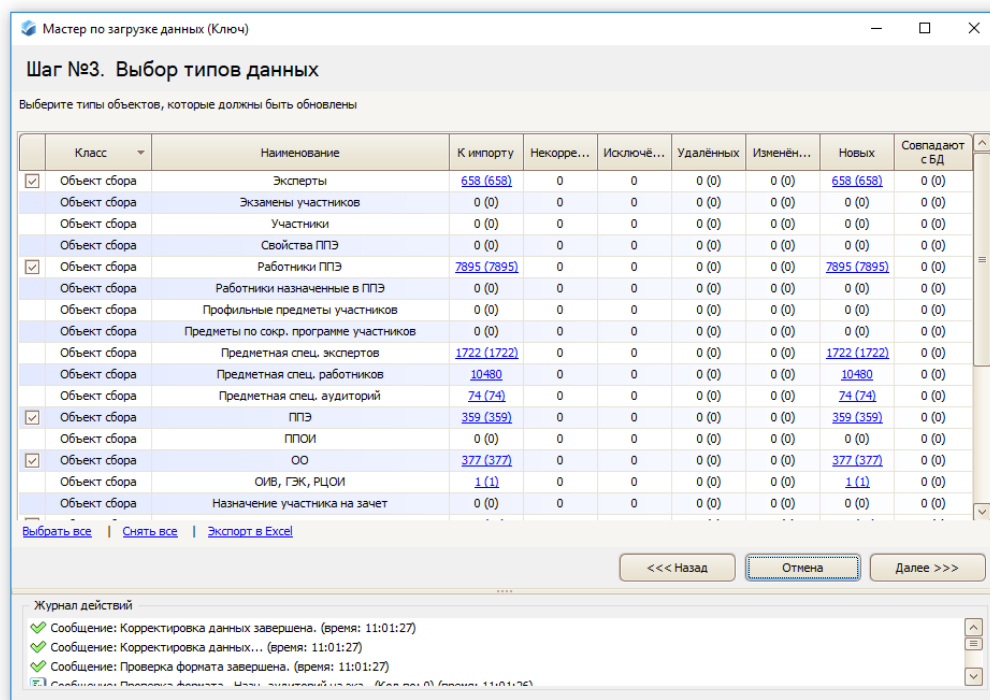 Мастер по загрузке данных (Ключ)
Шаг №3. Выбор типов данных
Выберите типы объектов, которые должны быть обновлены
Класс Наименование К импорту Некорре... Исключё... Удалённых Изменён... Новых Совпадают с БД
Объект сбора Эксперты 658 (658) 0 0 0 (0) 0 (0) 658 (658) 0 (0)
Объект сбора Экзамены участников 0 (0) 0 0 0 (0) 0 (0) 0 (0) 0 (0)
Объект сбора Участники 0 (0) 0 0 0 (0) 0 (0) 0 (0) 0 (0)
Объект сбора Свойства ППЭ 0 (0) 0 0 0 (0) 0 (0) 0 (0) 0 (0)
Объект сбора Работники ППЭ 7895 (7895) 0 0 0 (0) 0 (0) 7895 (7895) 0 (0)
Объект сбора Работники назначенные в ППЭ 0 (0) 0 0 0 (0) 0 (0) 0 (0) 0 (0)
Объект сбора Профильные предметы участников 0 (0) 0 0 0 (0) 0 (0) 0 (0) 0 (0)
Объект сбора Предметы по сокр. программе участников 0 (0) 0 0 0 (0) 0 (0) 0 (0) 0 (0)
Объект сбора Предметная спец. экспертов 1722 (1722) 0 0 0 (0) 0 (0) 1722 (1722) 0 (0)
Объект сбора Предметная спец. работников 10480 0 0 0 (0) 0 (0) 10480 0 (0)
Объект сбора Предметная спец. аудиторий 74 (74) 0 0 0 (0) 0 (0) 74 (74) 0 (0)
Объект сбора ППЭ 359 (359) 0 0 0 (0) 0 (0) 359 (359) 0 (0)
Объект сбора ППОИ 0 (0) 0 0 0 (0) 0 (0) 0 (0) 0 (0)
Объект сбора ОО 377 (377) 0 0 0 (0) 0 (0) 377 (377) 0 (0)
Объект сбора ОИВ, ГЭК, РЦОИ 1 (1) 0 0 0 (0) 0 (0) 1 (1) 0 (0)
Объект сбора Назначение участника на зачет 0 (0) 0 0 0 (0) 0 (0) 0 (0) 0 (0)
Выбрать все | Снять все | Экспорт в Excel
<<< Назад Отмена Далее >>>
Журнал действий
Сообщение: Корректировка данных завершена. (время: 11:01:27)
Сообщение: Корректировка данных... (время: 11:01:27)
Сообщение: Проверка формата завершена. (время: 11:01:27)
Сообщение: Проверка формата